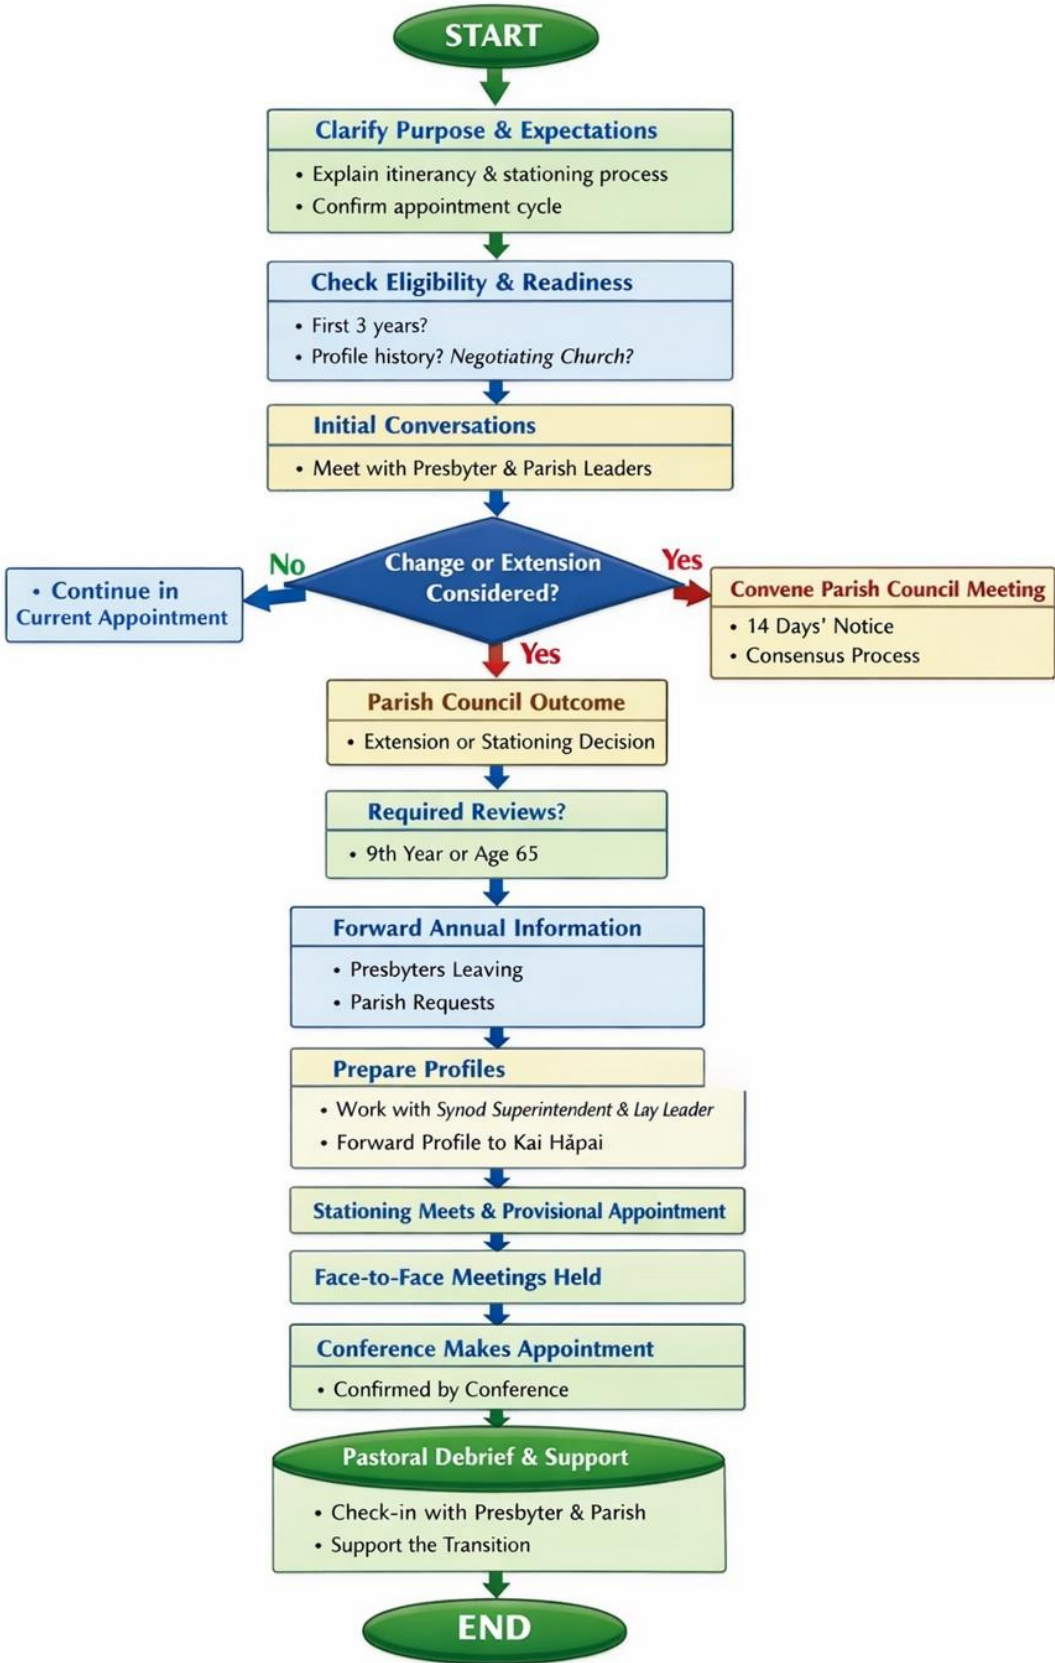 START
Clarify Purpose & Expectations
• Explain itinerancy & stationing process
• Confirm appointment cycle
Check Eligibility & Readiness
• First 3 years?
• Profile history? Negotiating Church?
Initial Conversations
• Meet with Presbyter & Parish Leaders
Change or Extension
Considered?
No
• Continue in
Current Appointment
Yes
Convene Parish Council Meeting
• 14 Days' Notice
• Consensus Process
Yes
Parish Council Outcome
• Extension or Stationing Decision
Required Reviews?
• 9th Year or Age 65
Forward Annual Information
• Presbyters Leaving
• Parish Requests
Prepare Profiles
• Work with Synod Superintendent & Lay Leader
• Forward Profile to Kai Hăpai
Stationing Meets & Provisional Appointment
Face-to-Face Meetings Held
Conference Makes Appointment
• Confirmed by Conference
Pastoral Debrief & Support
• Check-in with Presbyter & Parish
• Support the Transition
END